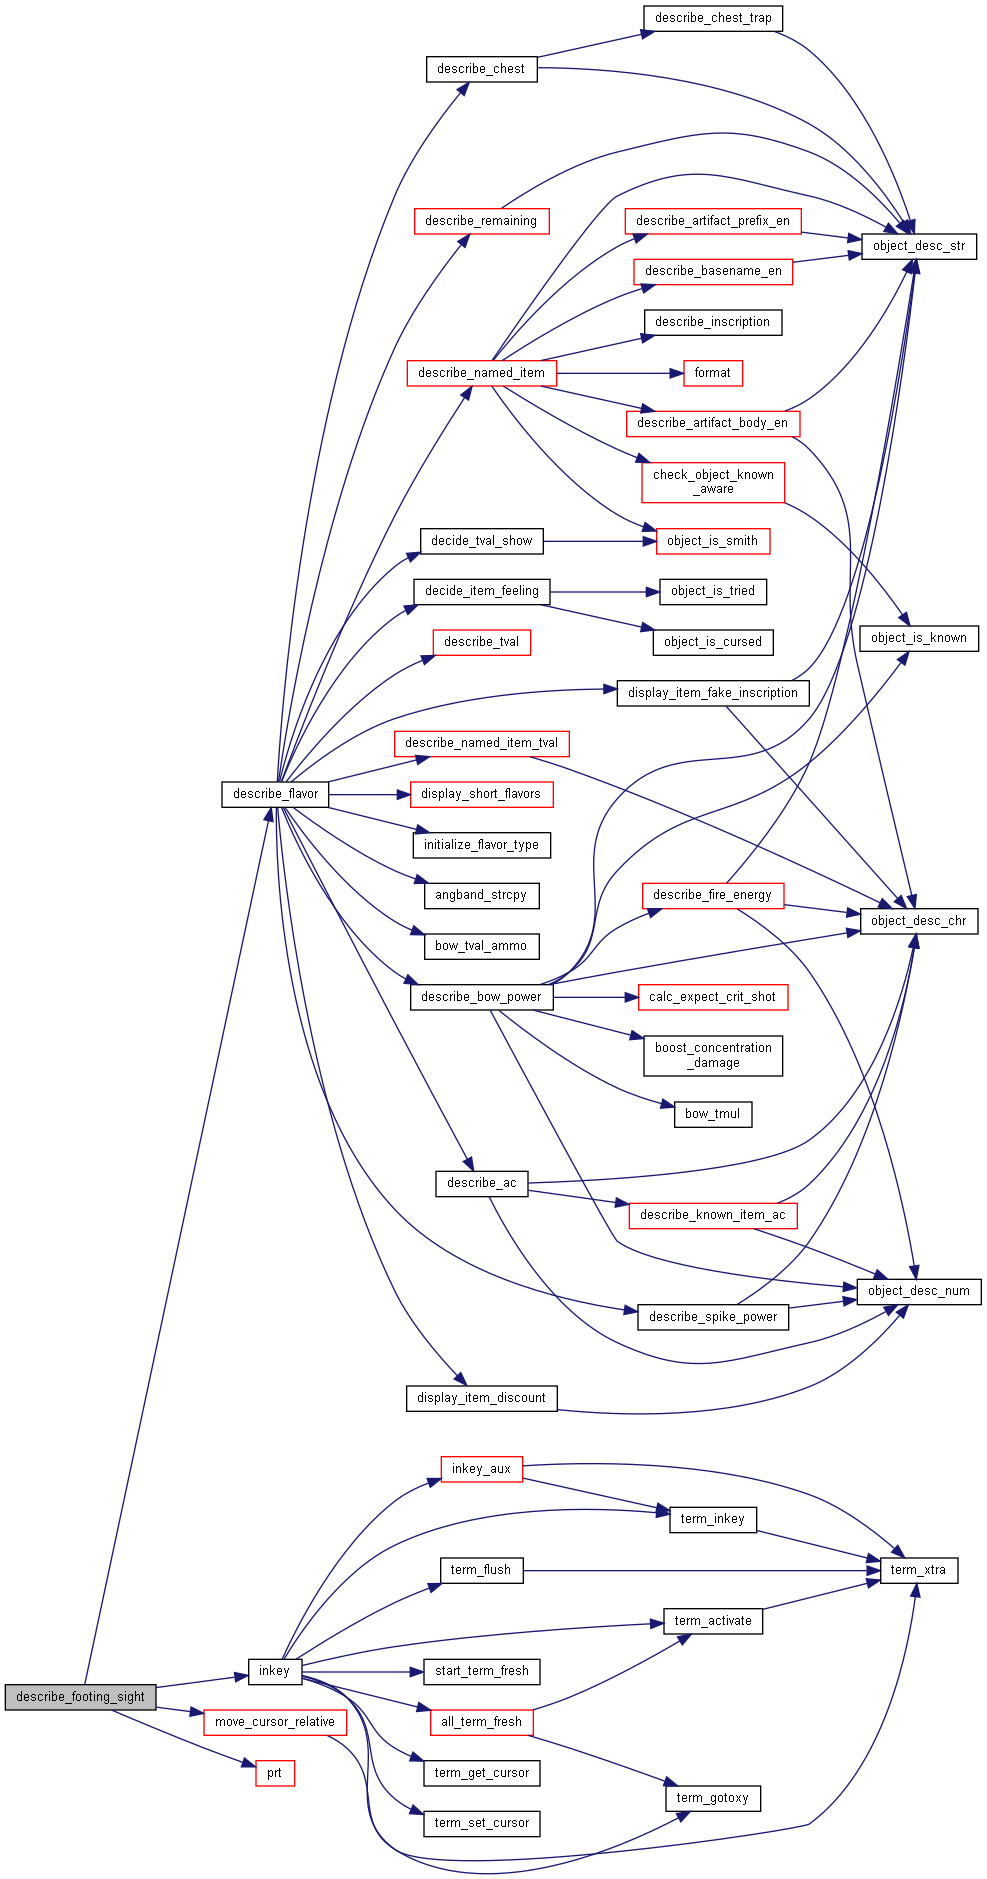 describe_chest_trap
describe_chest
describe_remaining
describe_artifact_prefix_en
object_desc_str
describe_basename_en
describe_inscription
describe_named_item
format
describe_artifact_body_en
check_object_known
_aware
decide_tval_show
object_is_smith
decide_item_feeling
object_is_tried
describe_tval
object_is_cursed
object_is_known
display_item_fake_inscription
describe_named_item_tval
describe_flavor
display_short_flavors
initialize_flavor_type
angband_strcpy
describe_fire_energy
object_desc_chr
bow_tval_ammo
describe_bow_power
calc_expect_crit_shot
boost_concentration
_damage
bow_tmul
describe_ac
describe_known_item_ac
object_desc_num
describe_spike_power
display_item_discount
inkey_aux
term_inkey
term_flush
term_xtra
term_activate
inkey
start_term_fresh
describe_footing_sight
move_cursor_relative
all_term_fresh
prt
term_get_cursor
term_gotoxy
term_set_cursor